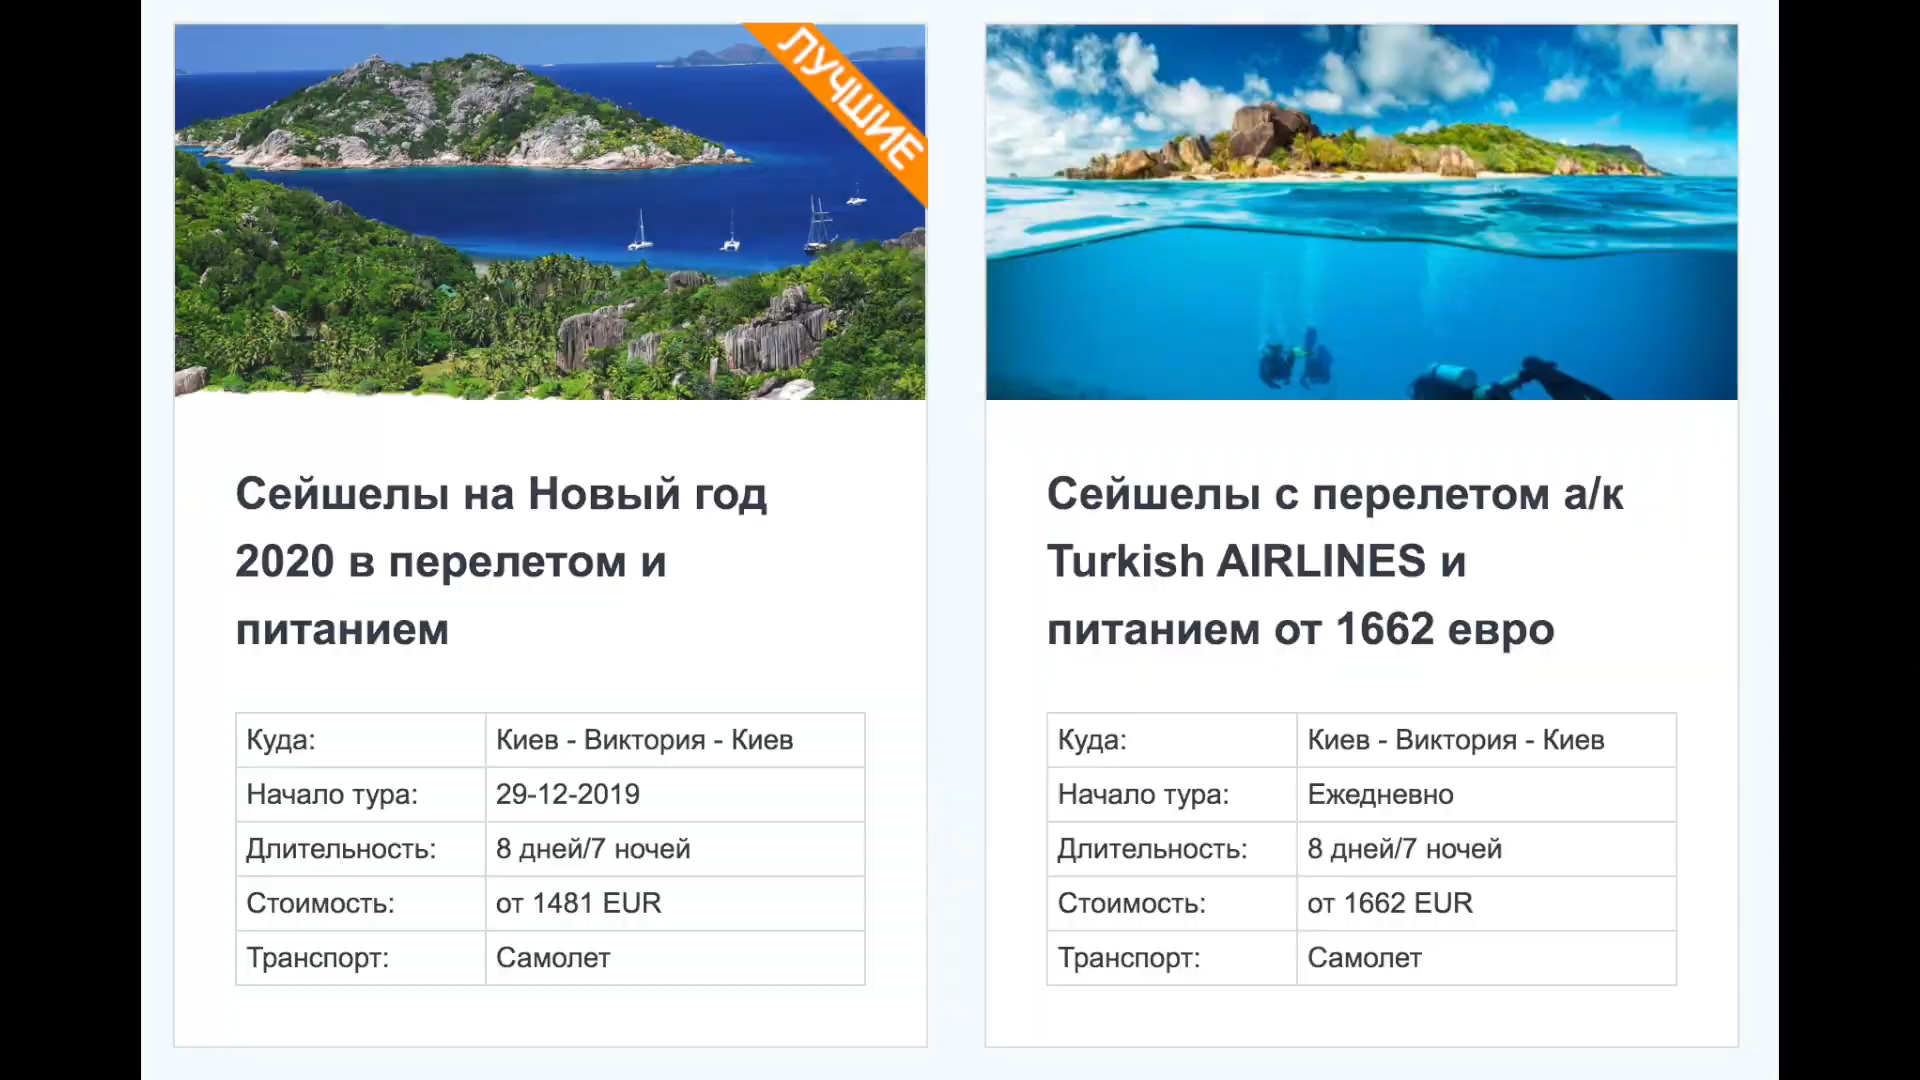 ЛУЧШИЕ
Сейшелы на Новый год
2020 в перелетом и
питанием
Куда: Киев - Виктория - Киев
Начало тура: 29-12-2019
Длительность: 8 дней/7 ночей
Стоимость: от 1481 EUR
Транспорт: Самолет
Сейшелы с перелетом а/к
Turkish AIRLINES и
питанием от 1662 евро
Куда: Киев - Виктория - Киев
Начало тура: Ежедневно
Длительность: 8 дней/7 ночей
Стоимость: от 1662 EUR
Транспорт: Самолет